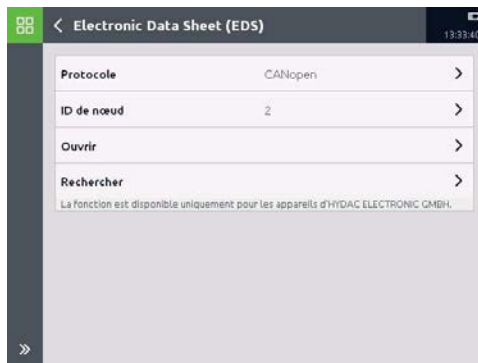 Electronic Data Sheet (EDS)
13:33:40
Protocole CANopen
ID de nœud 2
Ouvrir
Rechercher
La fonction est disponible uniquement pour les appareils d'HYDAC ELECTRONIC GMBH.